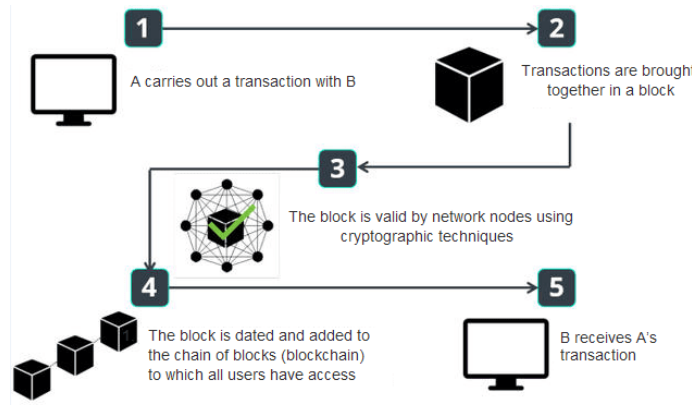 1
2
A carries out a transaction with B
Transactions are brought
together in a block
3
The block is valid by network nodes using
cryptographic techniques
4
5
The block is dated and added to
the chain of blocks (blockchain)
to which all users have access
B receives A's
transaction